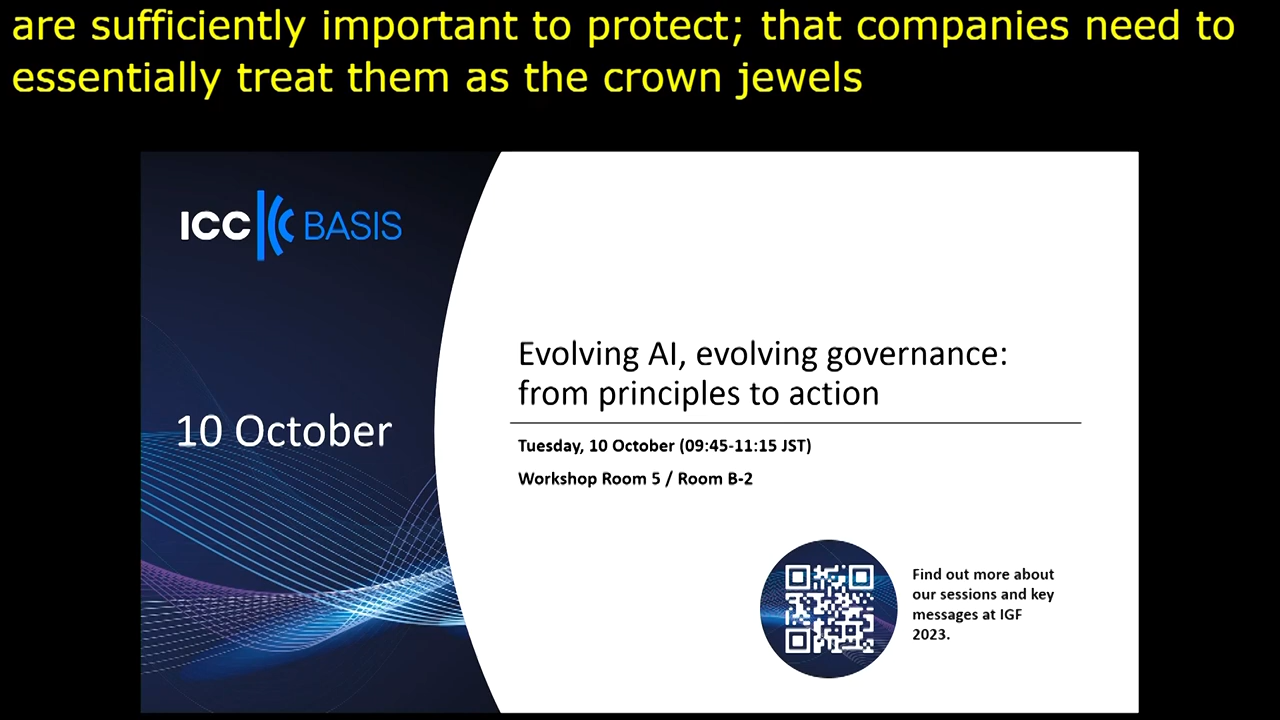 are sufficiently important to protect; that companies need to
essentially treat them as the crown jewels
ICC BASIS
10 October
Evolving AI, evolving governance:
from principles to action
Tuesday, 10 October (09:45-11:15 JST)
Workshop Room 5 / Room B-2
Find out more about
our sessions and key
messages at IGF
2023.